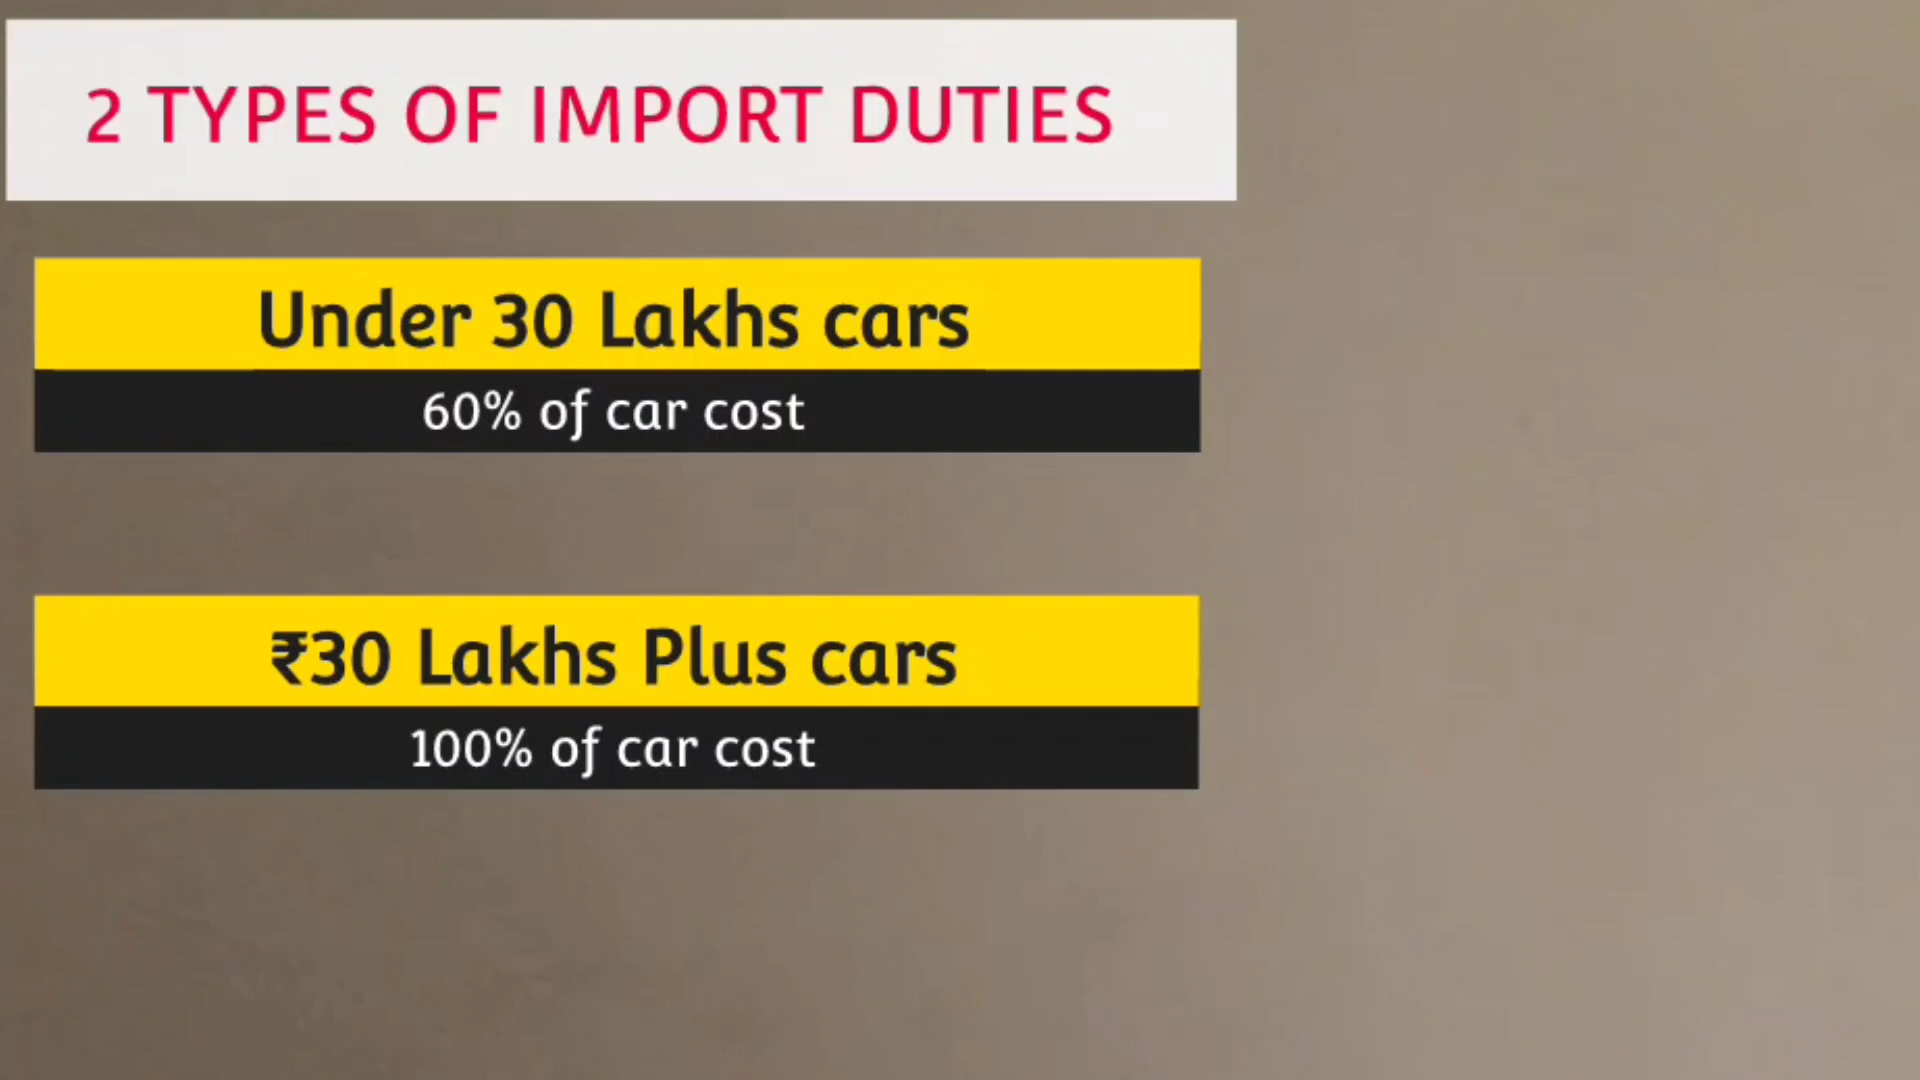 2 TYPES OF IMPORT DUTIES
Under 30 Lakhs cars
60% of car cost
₹30 Lakhs Plus cars
100% of car cost